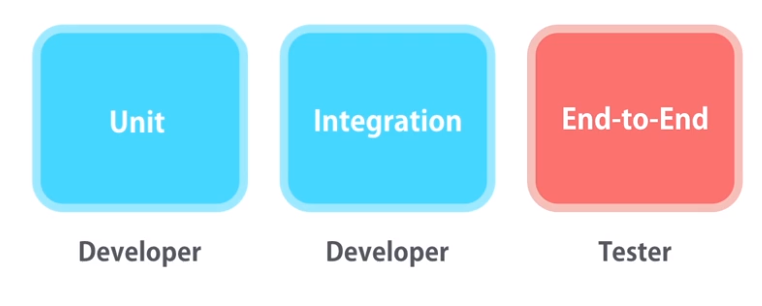 Unit
Integration
End-to-End
Developer
Developer
Tester